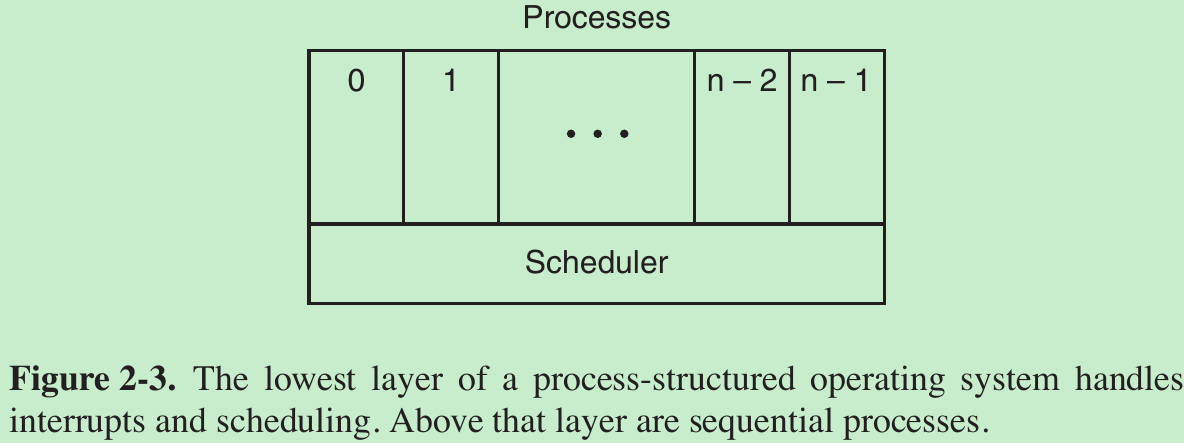 Processes
0 1 n – 2 n – 1
• • •
Scheduler
Figure 2-3. The lowest layer of a process-structured operating system handles
interrupts and scheduling. Above that layer are sequential processes.